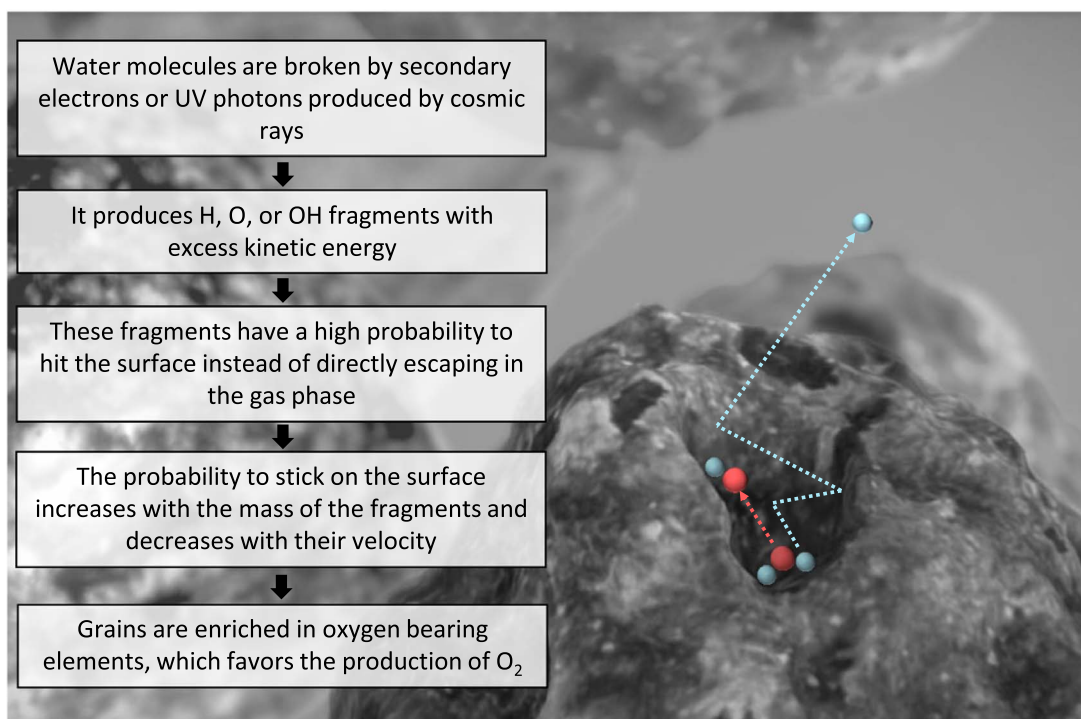 Water molecules are broken by secondary
electrons or UV photons produced by cosmic
rays
It produces H, O, or OH fragments with
excess kinetic energy
These fragments have a high probability to
hit the surface instead of directly escaping in
the gas phase
The probability to stick on the surface
increases with the mass of the fragments and
decreases with their velocity
Grains are enriched in oxygen bearing
elements, which favors the production of O₂